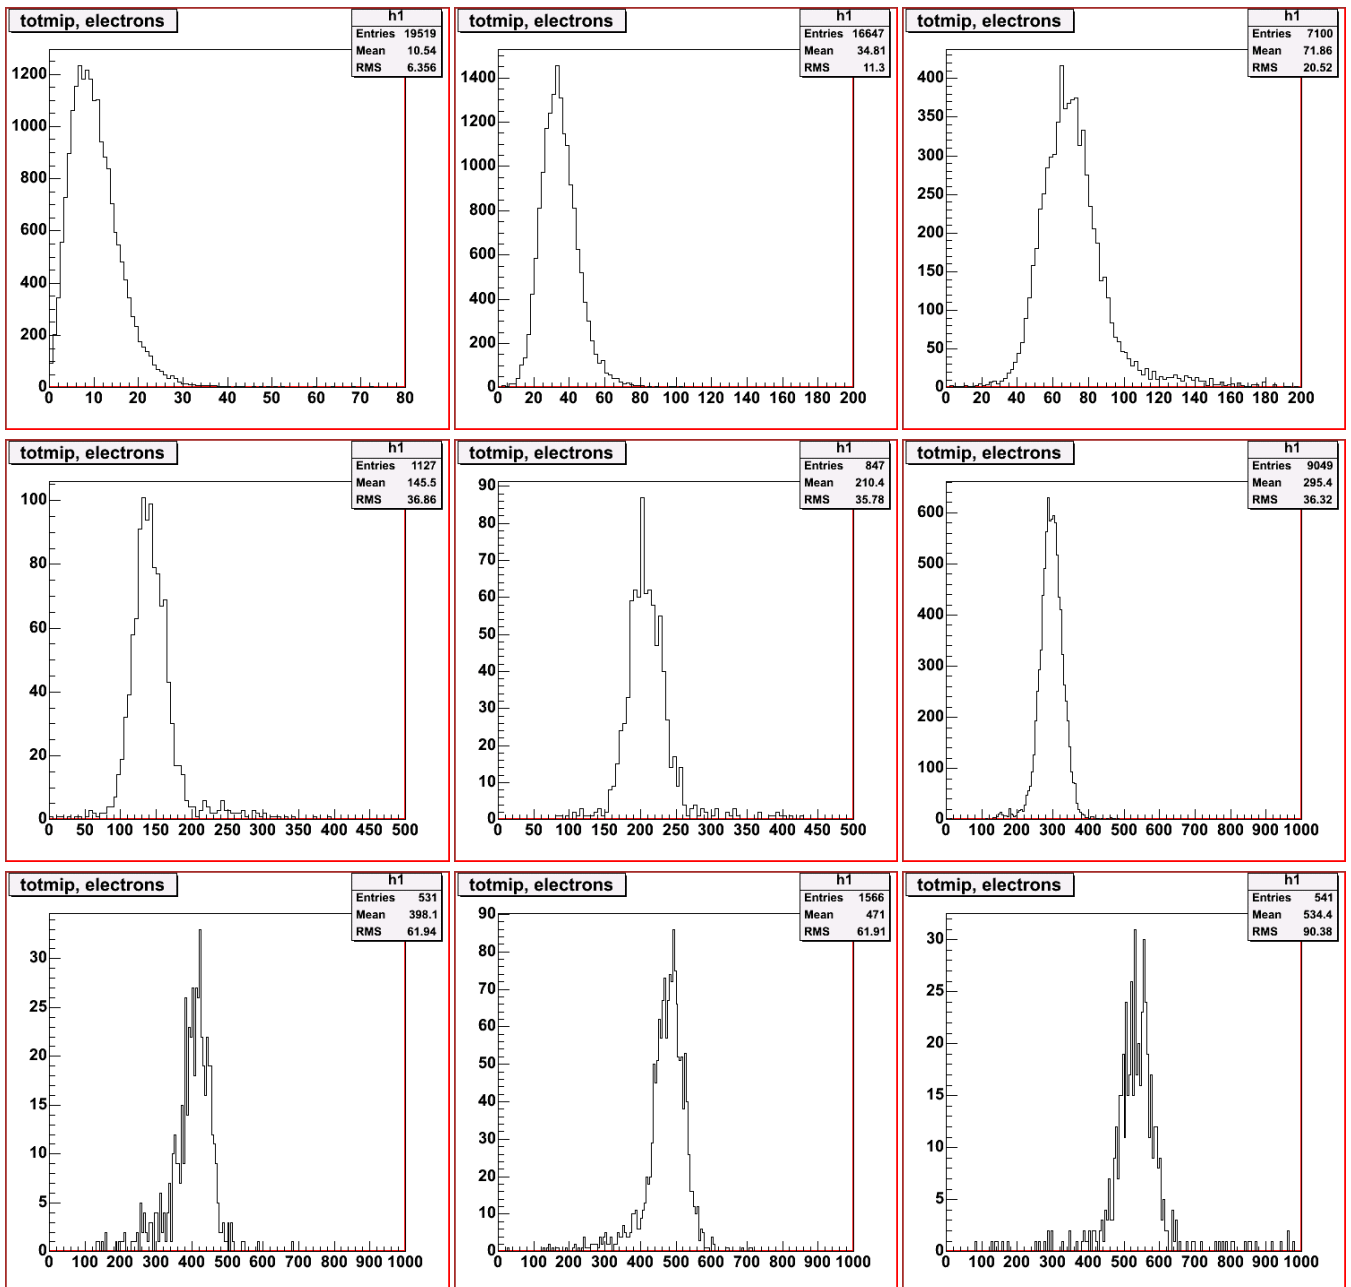 totmip, electrons
h1
Entries 19519
Mean 10.54
RMS 6.356
1200
1000
800
600
400
200
0
0 10 20 30 40 50 60 70 80
totmip, electrons
h1
Entries 16647
Mean 34.81
RMS 11.3
1400
1200
1000
800
600
400
200
0
0 20 40 60 80 100 120 140 160 180 200
totmip, electrons
h1
Entries 7100
Mean 71.86
RMS 20.52
400
350
300
250
200
150
100
50
0
0 20 40 60 80 100 120 140 160 180 200
totmip, electrons
h1
Entries 1127
Mean 145.5
RMS 36.86
100
80
60
40
20
0
0 50 100 150 200 250 300 350 400 450 500
totmip, electrons
h1
Entries 847
Mean 210.4
RMS 35.78
90
80
70
60
50
40
30
20
10
0
0 50 100 150 200 250 300 350 400 450 500
totmip, electrons
h1
Entries 9049
Mean 295.4
RMS 36.32
600
500
400
300
200
100
0
0 100 200 300 400 500 600 700 800 900 1000
totmip, electrons
h1
Entries 531
Mean 398.1
RMS 61.94
30
25
20
15
10
5
0
0 100 200 300 400 500 600 700 800 900 1000
totmip, electrons
h1
Entries 1566
Mean 471
RMS 61.91
90
80
70
60
50
40
30
20
10
0
0 100 200 300 400 500 600 700 800 900 1000
totmip, electrons
h1
Entries 541
Mean 534.4
RMS 90.38
30
25
20
15
10
5
0
0 100 200 300 400 500 600 700 800 900 1000